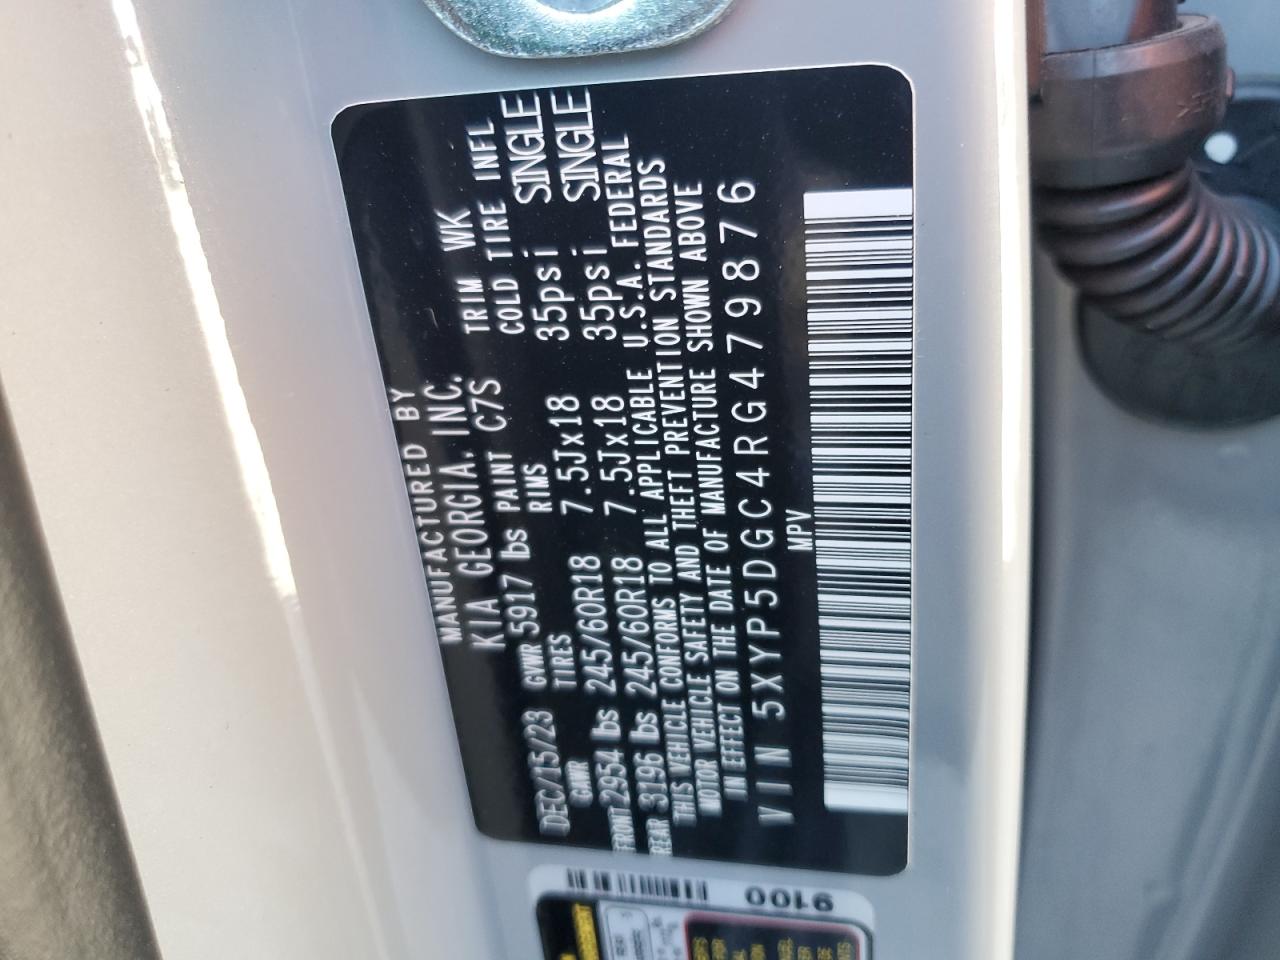 MANUFACTURED BY
KIA GEORGIA. INC.
DEC/15/23 GVWR 5917 lbs PAINT C7S TRIM WK
GAWR TIRES RIMS COLD TIRE INFL
FRONT 2954 lbs 245/60R18 7.5Jx18 35psi SINGLE
REAR 3196 lbs 245/60R18 7.5Jx18 35psi SINGLE
THIS VEHICLE CONFORMS TO ALL APPLICABLE U.S.A. FEDERAL
MOTOR VEHICLE SAFETY AND THEFT PREVENTION STANDARDS
IN EFFECT ON THE DATE OF MANUFACTURE SHOWN ABOVE
VIN 5XYP5DGC4RG479876
MPV
9100